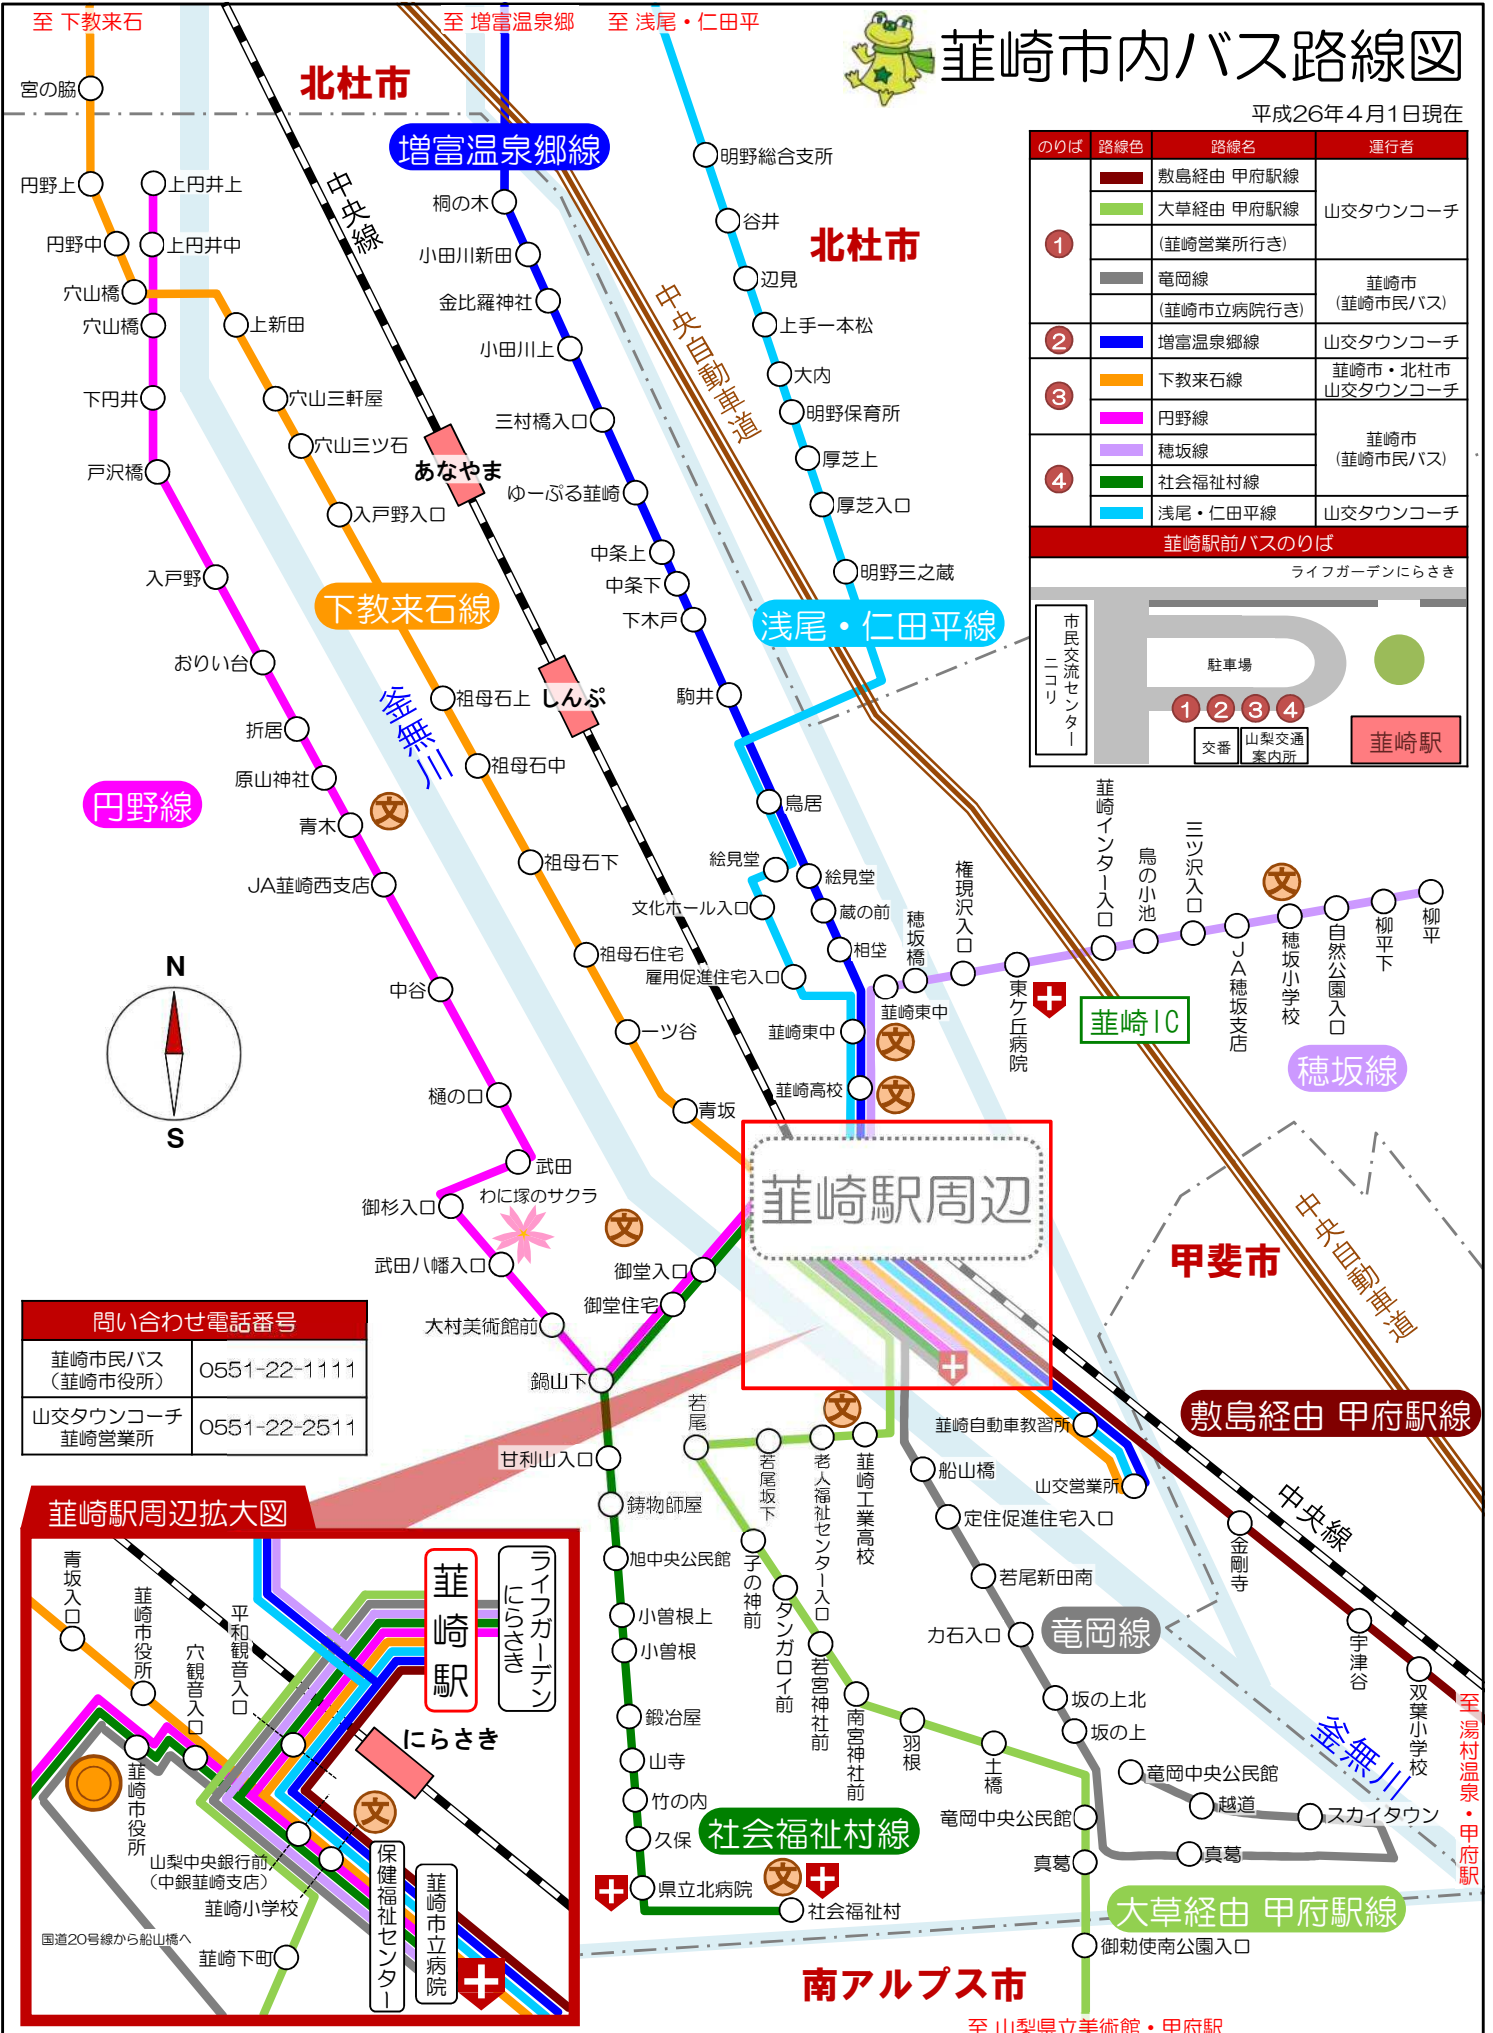 至 下教来石
至 増富温泉郷
至 浅尾・仁田平
韮崎市内バス路線図
平成26年4月1日現在
北杜市
北杜市
甲斐市
南アルプス市
のりば 路線色 路線名 運行者
1
敷島経由 甲府駅線
大草経由 甲府駅線
(韮崎営業所行き)
山交タウンコーチ
竜岡線
(韮崎市立病院行き)
韮崎市
(韮崎市民バス)
2 増富温泉郷線 山交タウンコーチ
3 下教来石線
韮崎市・北杜市
山交タウンコーチ
円野線
4 穂坂線
社会福祉村線
韮崎市
(韮崎市民バス)
浅尾・仁田平線 山交タウンコーチ
韮崎駅前バスのりば
ライフガーデンにらさき
市民交流センター
ニコリ
駐車場
1 2 3 4
交番
山梨交通
案内所
韮崎駅
宮の脇
円野上
円野中
穴山橋
上新田
穴山三軒屋
穴山三ツ石
入戸野入口
下教来石線
祖母石上
祖母石中
祖母石下
祖母石住宅
一ツ谷
青坂
上円井上
上円井中
穴山橋
下円井
戸沢橋
入戸野
おりい台
折居
原山神社
青木
文
円野線
JA韮崎西支店
中谷
樋の口
武田
御杉入口
わに塚のサクラ
武田八幡入口
大村美術館前
鍋山下
文
御堂入口
御堂住宅
釜無川
中央線
あなやま
しんぷ
増富温泉郷線
桐の木
小田川新田
金比羅神社
小田川上
三村橋入口
ゆーぷる韮崎
中条上
中条下
下木戸
駒井
鳥居
絵見堂
蔵の前
相袋
中央自動車道
明野総合支所
谷井
辺見
上手一本松
大内
明野保育所
厚芝上
厚芝入口
明野三之蔵
浅尾・仁田平線
絵見堂
文化ホール入口
雇用促進住宅入口
韮崎東中
韮崎高校
文
文
韮崎東中
穂坂橋
権現沢入口
東ケ丘病院
韮崎インター入口
鳥の小池
三ツ沢入口
JA穂坂支店
文
穂坂小学校
自然公園入口
柳平下
柳平
韮崎IC
穂坂線
N
S
韮崎駅周辺
中央自動車道
問い合わせ電話番号
韮崎市民バス
(韮崎市役所)
0551-22-1111
山交タウンコーチ
韮崎営業所
0551-22-2511
甘利山入口
鋳物師屋
旭中央公民館
小曽根上
小曽根
鍛冶屋
山寺
竹の内
久保
県立北病院
社会福祉村線
文
社会福祉村
若尾
若尾坂下
老人福祉センター入口
文
韮崎工業高校
子の神前
タンガロイ前
若宮神社前
南宮神社前
羽根
土橋
竜岡中央公民館
真葛
大草経由 甲府駅線
御勅使南公園入口
至 山梨県立美術館・甲府駅
船山橋
定住促進住宅入口
若尾新田南
力石入口
竜岡線
坂の上北
坂の上
竜岡中央公民館
越道
スカイタウン
真葛
韮崎自動車教習所
山交営業所
敷島経由 甲府駅線
中央線
金剛寺
宇津谷
双葉小学校
釜無川
至 湯村温泉・甲府駅
韮崎駅周辺拡大図
青坂入口
韮崎市役所
穴観音入口
平和観音入口
韮崎駅
ライフガーデン
にらさき
にらさき
韮崎市役所
山梨中央銀行前
(中銀韮崎支店)
韮崎小学校
文
国道20号線から船山橋へ
韮崎下町
保健福祉センター
韮崎市立病院